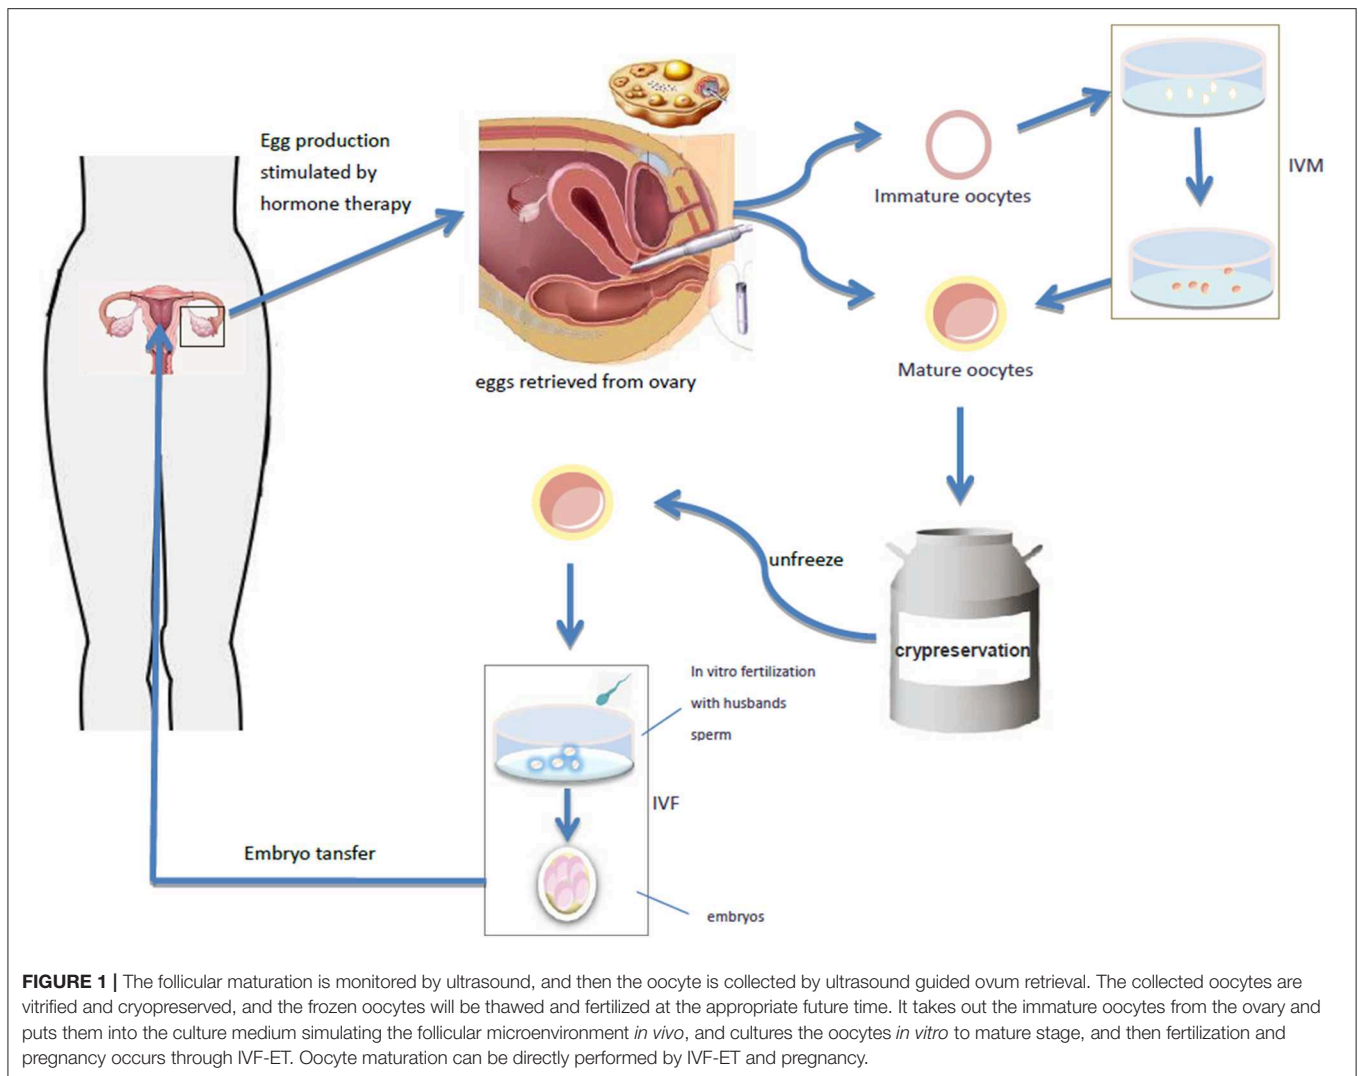 Egg production
stimulated by
hormone therapy
eggs retrieved from ovary
Immature oocytes
IVM
Mature oocytes
unfreeze
crypreservation
In vitro fertilization
with husbands
sperm
IVF
Embryo tansfer
embryos
FIGURE 1 | The follicular maturation is monitored by ultrasound, and then the oocyte is collected by ultrasound guided ovum retrieval. The collected oocytes are
vitrified and cryopreserved, and the frozen oocytes will be thawed and fertilized at the appropriate future time. It takes out the immature oocytes from the ovary and
puts them into the culture medium simulating the follicular microenvironment in vivo, and cultures the oocytes in vitro to mature stage, and then fertilization and
pregnancy occurs through IVF-ET. Oocyte maturation can be directly performed by IVF-ET and pregnancy.